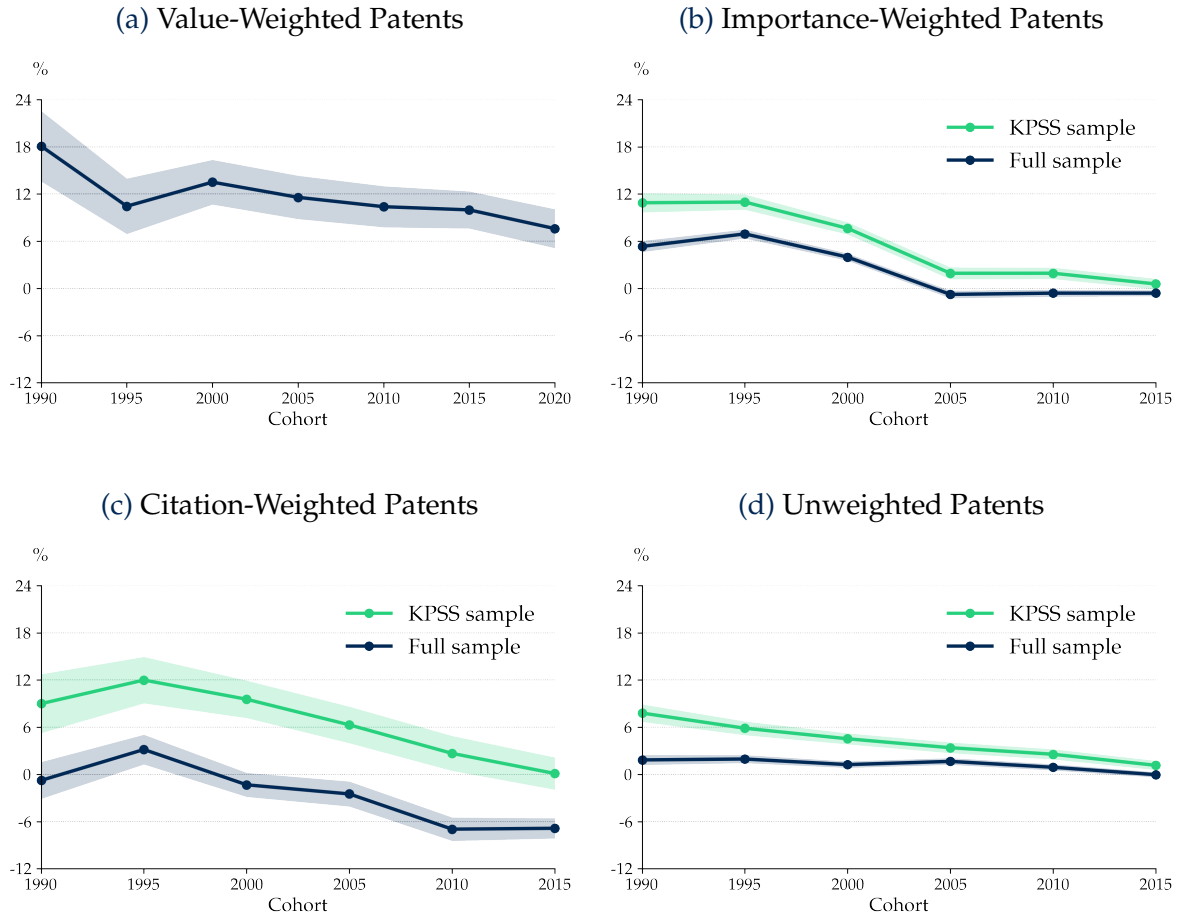 (a) Value-Weighted Patents
%
24
18
12
6
0
-6
-12
1990 1995 2000 2005 2010 2015 2020
Cohort
(b) Importance-Weighted Patents
%
24
18
12
6
0
-6
-12
KPSS sample
Full sample
1990 1995 2000 2005 2010 2015
Cohort
(c) Citation-Weighted Patents
%
24
18
12
6
0
-6
-12
KPSS sample
Full sample
1990 1995 2000 2005 2010 2015
Cohort
(d) Unweighted Patents
%
24
18
12
6
0
-6
-12
KPSS sample
Full sample
1990 1995 2000 2005 2010 2015
Cohort